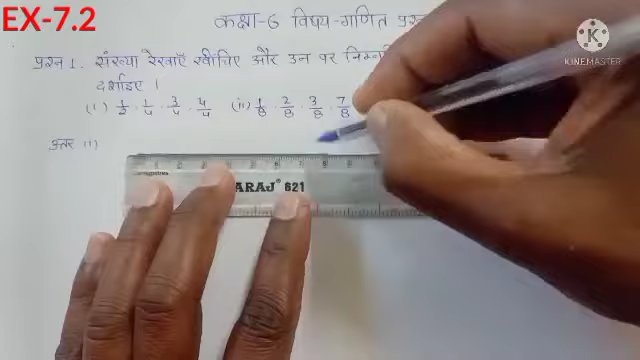 EX-7.2
कक्षा-6 विषय-गणित प्रश्न
K
KINEMASTER
प्रश्न 1. संख्या रेखाएँ खींचिए और उन पर
दर्शाइए ।
(i) 1/2 . 1/4 . 3/4 . 4/4 (ii) 1/8 . 2/8 . 3/8 . 7/8
उत्तर (i)
ARAJ® 621